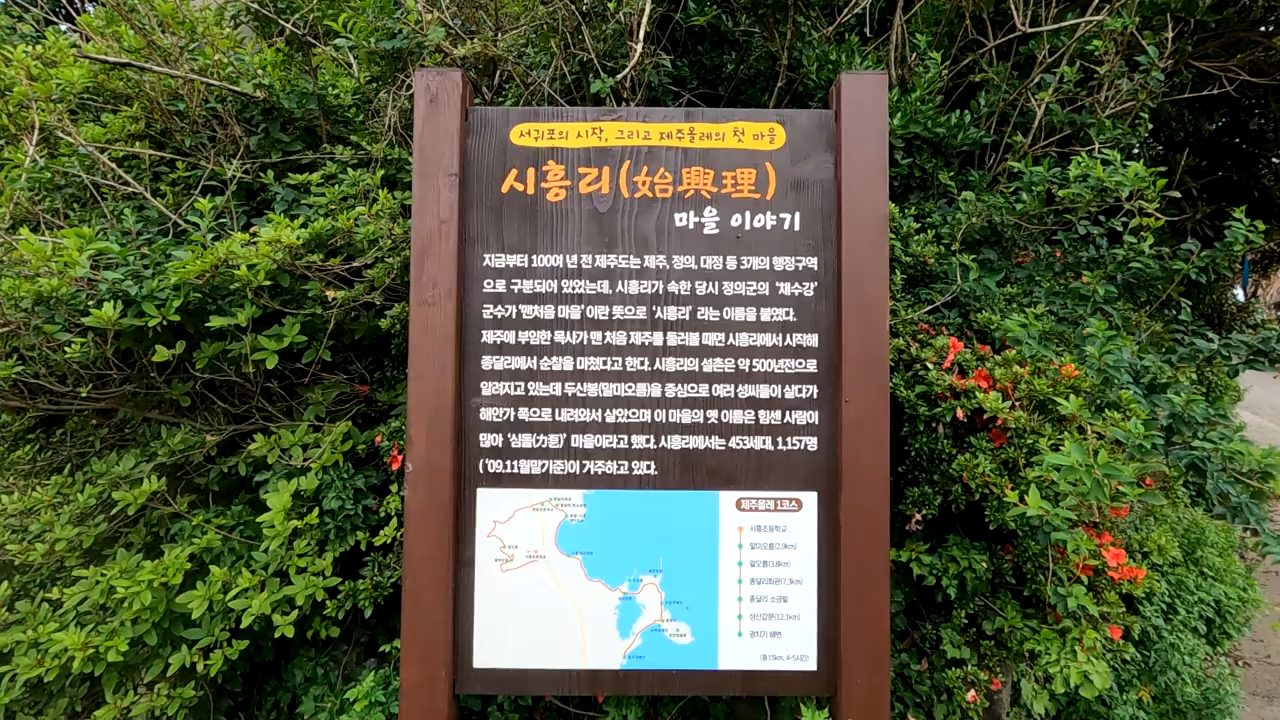 서귀포의 시작, 그리고 제주올레의 첫 마을
시흥리(始興理)
마을 이야기
지금부터 100여 년 전 제주도는 제주, 정의, 대정 등 3개의 행정구역
으로 구분되어 있었는데, 시흥리가 속한 당시 정의군의 ‘채수강’
군수가 ‘맨처음 마을’ 이란 뜻으로 ‘시흥리’ 라는 이름을 붙였다.
제주에 부임한 목사가 맨 처음 제주를 둘러볼 때면 시흥리에서 시작해
종달리에서 순찰을 마쳤다고 한다. 시흥리의 설촌은 약 500년전으로
알려지고 있는데 두산봉(말미오름)을 중심으로 여러 성씨들이 살다가
해안가 쪽으로 내려와서 살았으며 이 마을의 옛 이름은 힘센 사람이
많아 ‘심돌(力乭)’ 마을이라고 했다. 시흥리에서는 453세대, 1,157명
( ‘09.11월말기준)이 거주하고 있다.
제주올레 1코스
시흥초등학교
말미오름(2.9km)
알오름(3.8km)
종달리회관(7.3km)
종달리 소금밭
성산갑문(12.1km)
광치기 해변
(총15km, 4~5시간)